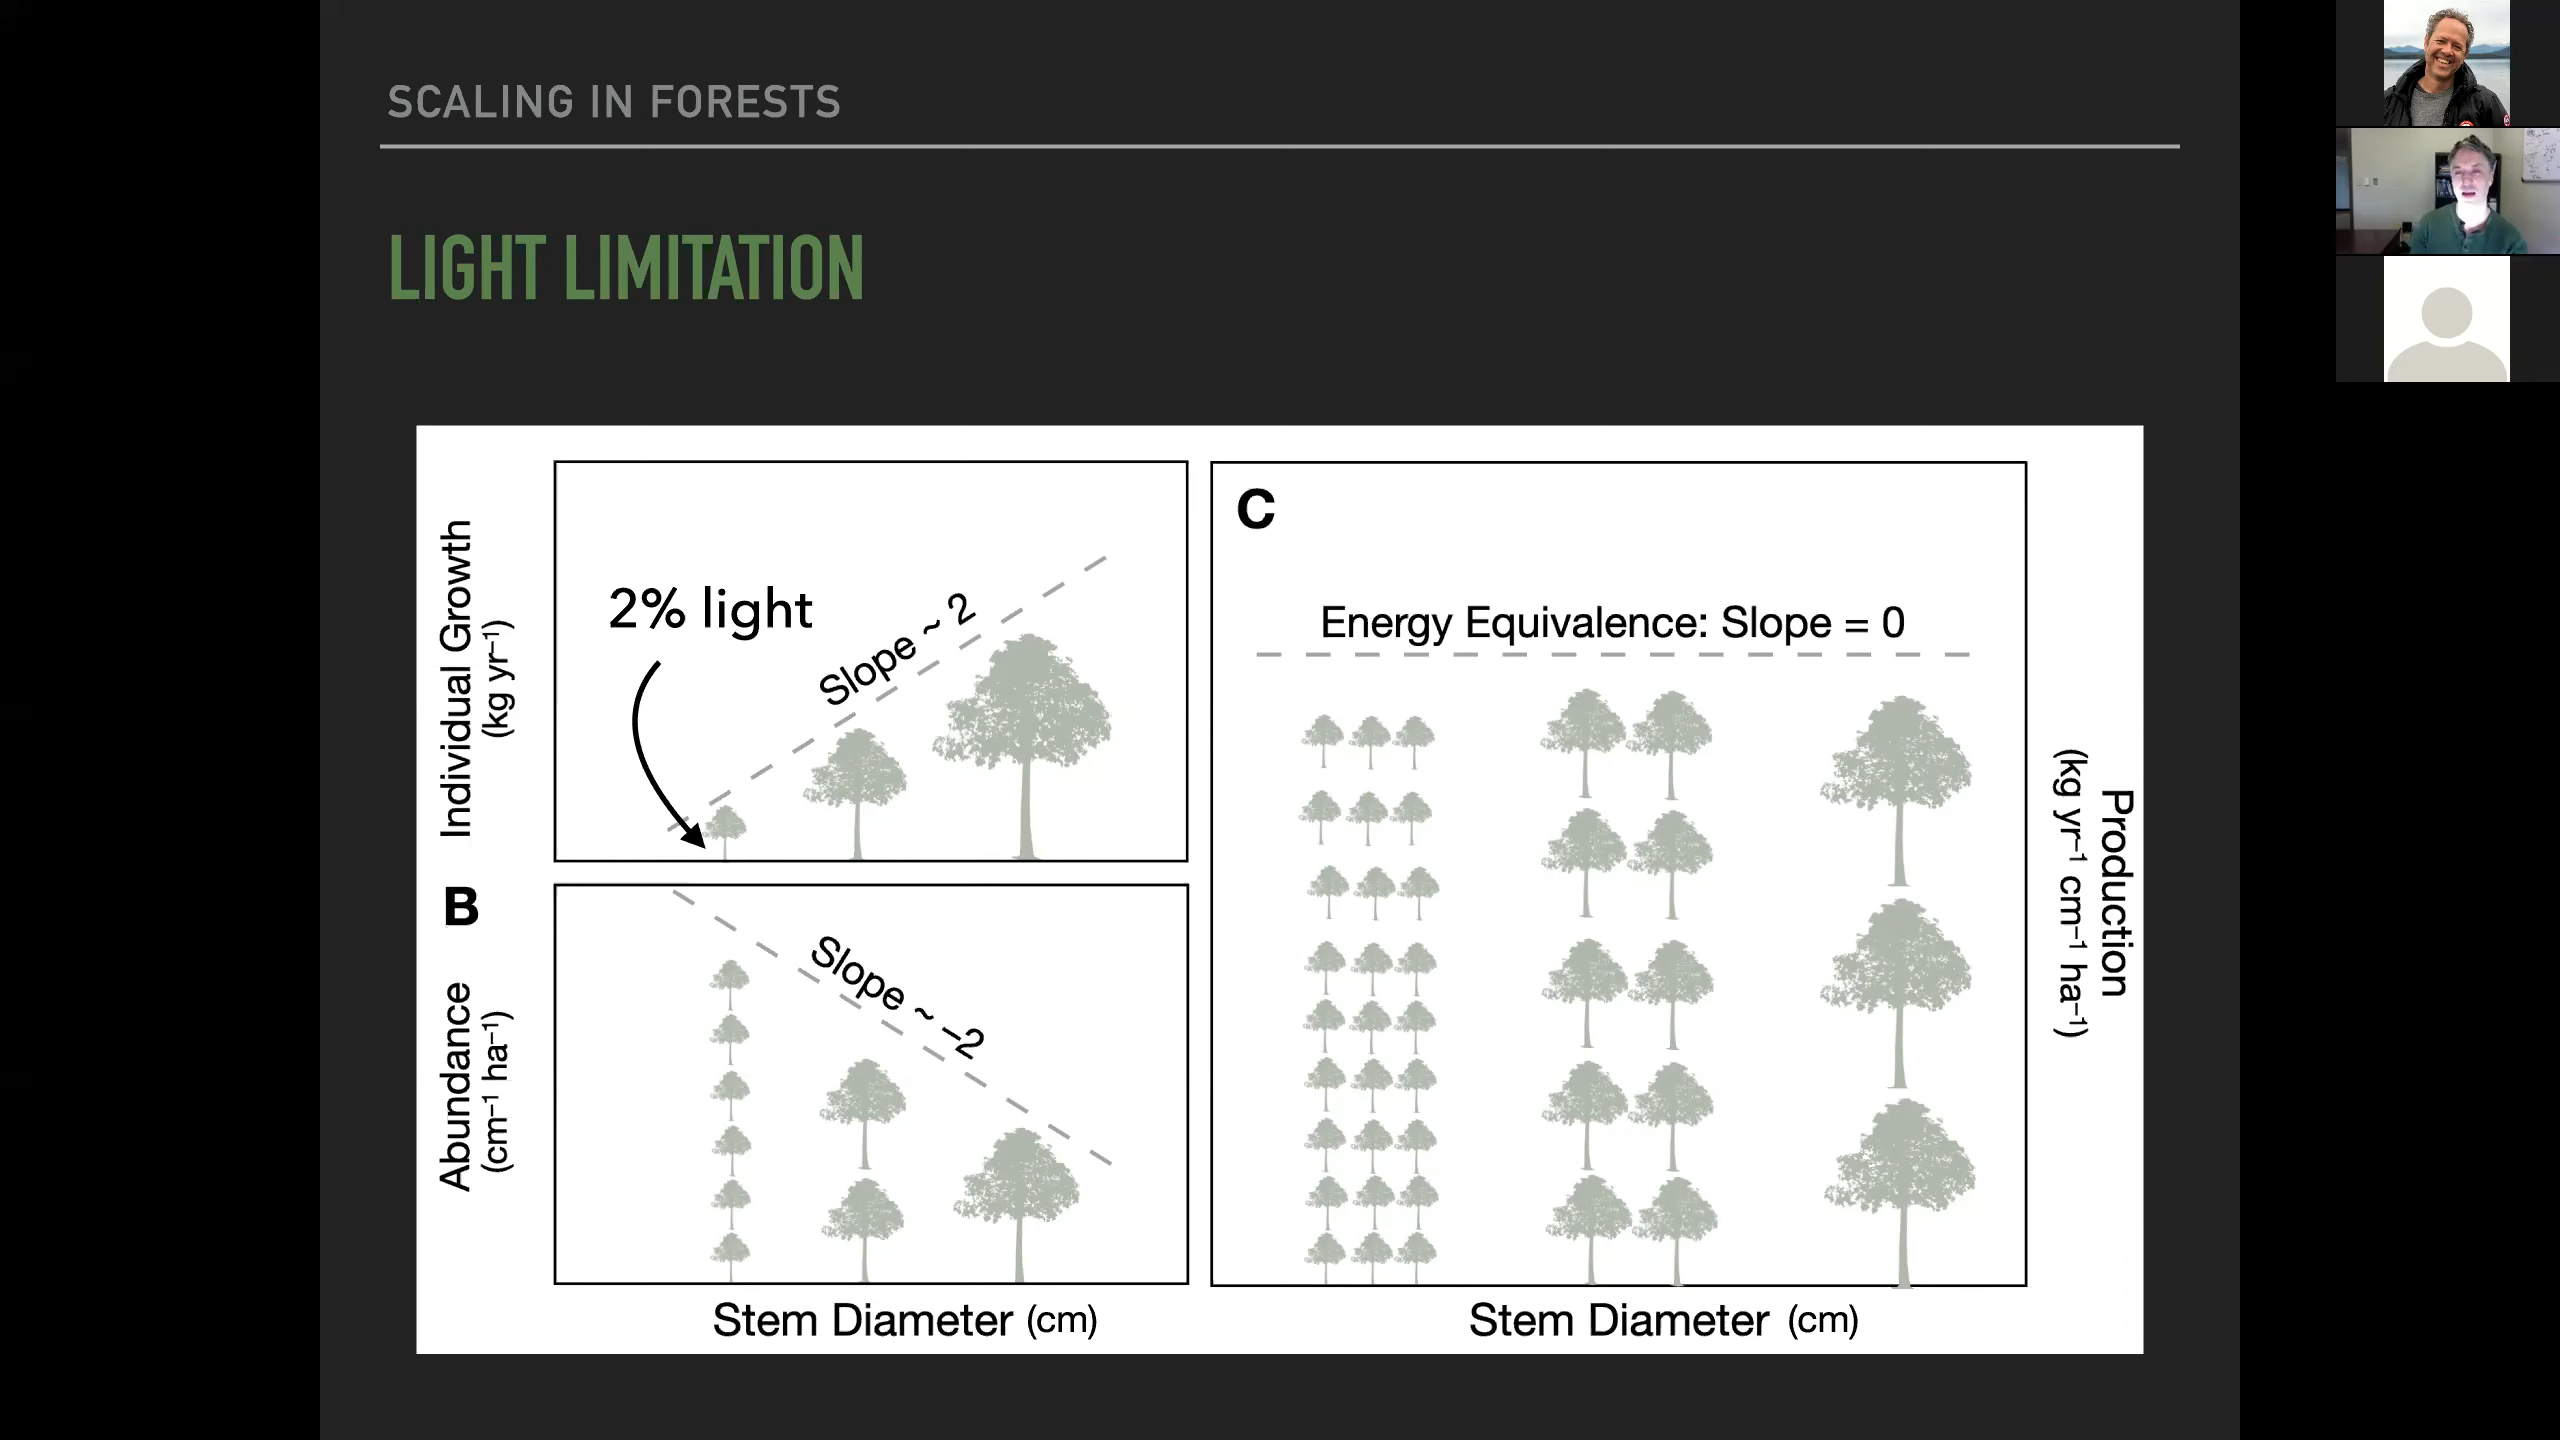 SCALING IN FORESTS
LIGHT LIMITATION
Individual Growth
(kg yr⁻¹)
2% light
Slope ~ 2
B
Abundance
(cm⁻¹ ha⁻¹)
Slope ~ –2
Stem Diameter (cm)
C
Energy Equivalence: Slope = 0
Production
(kg yr⁻¹ cm⁻¹ ha⁻¹)
Stem Diameter (cm)